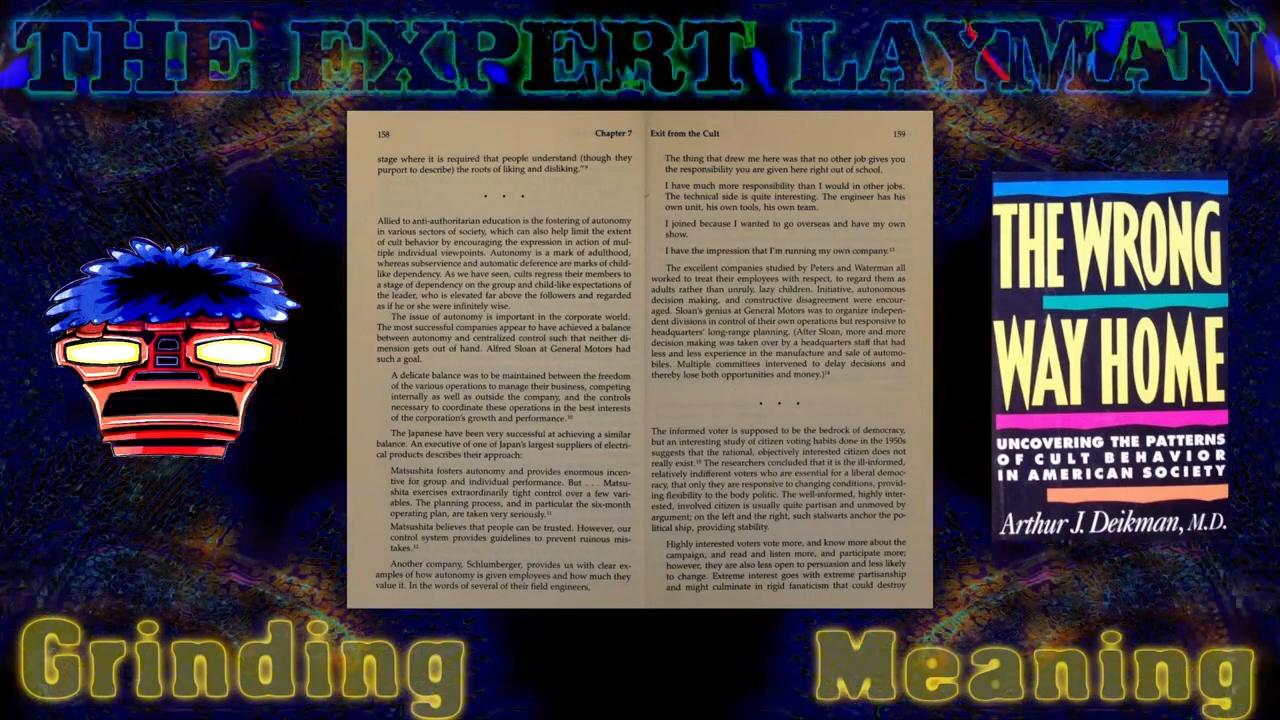 THE EXPERT LAYMAN
158
Chapter 7
stage where it is required that people understand (though they
purport to describe) the roots of liking and disliking."⁹
. . .
Allied to anti-authoritarian education is the fostering of autonomy
in various sectors of society, which can also help limit the extent
of cult behavior by encouraging the expression in action of mul-
tiple individual viewpoints. Autonomy is a mark of adulthood,
whereas subservience and automatic deference are marks of child-
like dependency. As we have seen, cults regress their members to
a stage of dependency on the group and child-like expectations of
the leader, who is elevated far above the followers and regarded
as if he or she were infinitely wise.
The issue of autonomy is important in the corporate world.
The most successful companies appear to have achieved a balance
between autonomy and centralized control such that neither di-
mension gets out of hand. Alfred Sloan at General Motors had
such a goal.
A delicate balance was to be maintained between the freedom
of the various operations to manage their business, competing
internally as well as outside the company, and the controls
necessary to coordinate these operations in the best interests
of the corporation's growth and performance.¹⁰
The Japanese have been very successful at achieving a similar
balance. An executive of one of Japan's largest suppliers of electri-
cal products describes their approach:
Matsushita fosters autonomy and provides enormous incen-
tive for group and individual performance. But . . . Matsu-
shita exercises extraordinarily tight control over a few vari-
ables. The planning process, and in particular the six-month
operating plan, are taken very seriously.¹¹
Matsushita believes that people can be trusted. However, our
control system provides guidelines to prevent ruinous mis-
takes.¹²
Another company, Schlumberger, provides us with clear ex-
amples of how autonomy is given employees and how much they
value it. In the words of several of their field engineers,
Exit from the Cult
159
The thing that drew me here was that no other job gives you
the responsibility you are given here right out of school.
I have much more responsibility than I would in other jobs.
The technical side is quite interesting. The engineer has his
own unit, his own tools, his own team.
I joined because I wanted to go overseas and have my own
show.
I have the impression that I'm running my own company.¹³
The excellent companies studied by Peters and Waterman all
worked to treat their employees with respect, to regard them as
adults rather than unruly, lazy children. Initiative, autonomous
decision making, and constructive disagreement were encour-
aged. Sloan's genius at General Motors was to organize indepen-
dent divisions in control of their own operations but responsive to
headquarters' long-range planning. (After Sloan, more and more
decision making was taken over by a headquarters staff that had
less and less experience in the manufacture and sale of automo-
biles. Multiple committees intervened to delay decisions and
thereby lose both opportunities and money.)¹⁴
. . .
The informed voter is supposed to be the bedrock of democracy,
but an interesting study of citizen voting habits done in the 1950s
suggests that the rational, objectively interested citizen does not
really exist.¹⁵ The researchers concluded that it is the ill-informed,
relatively indifferent voters who are essential for a liberal democ-
racy, that only they are responsive to changing conditions, provid-
ing flexibility to the body politic. The well-informed, highly inter-
ested, involved citizen is usually quite partisan and unmoved by
argument; on the left and the right, such stalwarts anchor the po-
litical ship, providing stability.
Highly interested voters vote more, and know more about the
campaign, and read and listen more, and participate more;
however, they are also less open to persuasion and less likely
to change. Extreme interest goes with extreme partisanship
and might culminate in rigid fanaticism that could destroy
THE WRONG
WAY HOME
UNCOVERING THE PATTERNS
OF CULT BEHAVIOR
IN AMERICAN SOCIETY
Arthur J. Deikman, M.D.
Grinding
Meaning